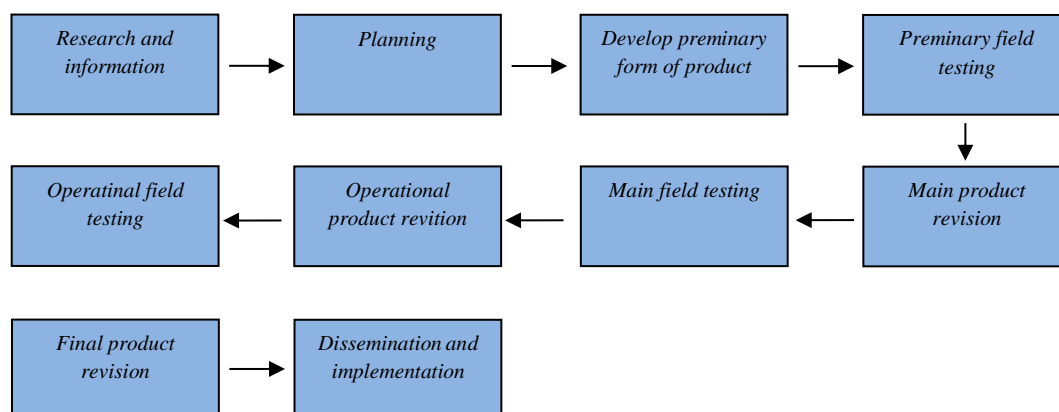 Research and
information
Planning
Develop preminary
form of product
Preminary field
testing
Main product
revision
Main field testing
Operational
product revition
Operatinal field
testing
Final product
revision
Dissemination and
implementation